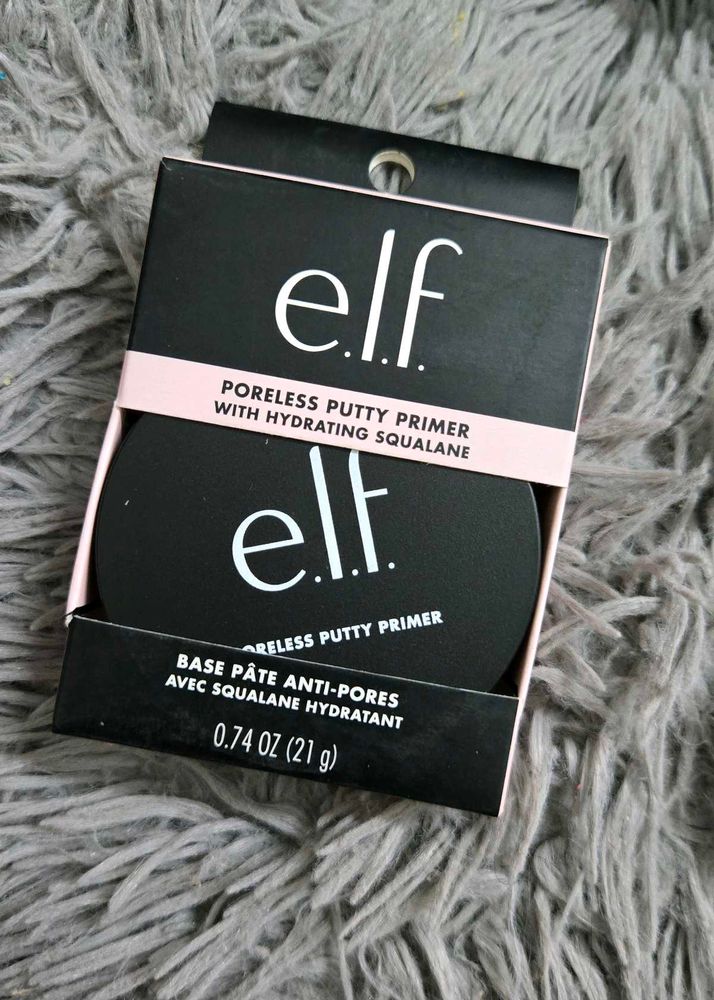 e.l.f.
PORELESS PUTTY PRIMER
WITH HYDRATING SQUALANE
e.l.f.
PORELESS PUTTY PRIMER
BASE PÂTE ANTI-PORES
AVEC SQUALANE HYDRATANT
0.74 OZ (21 g)